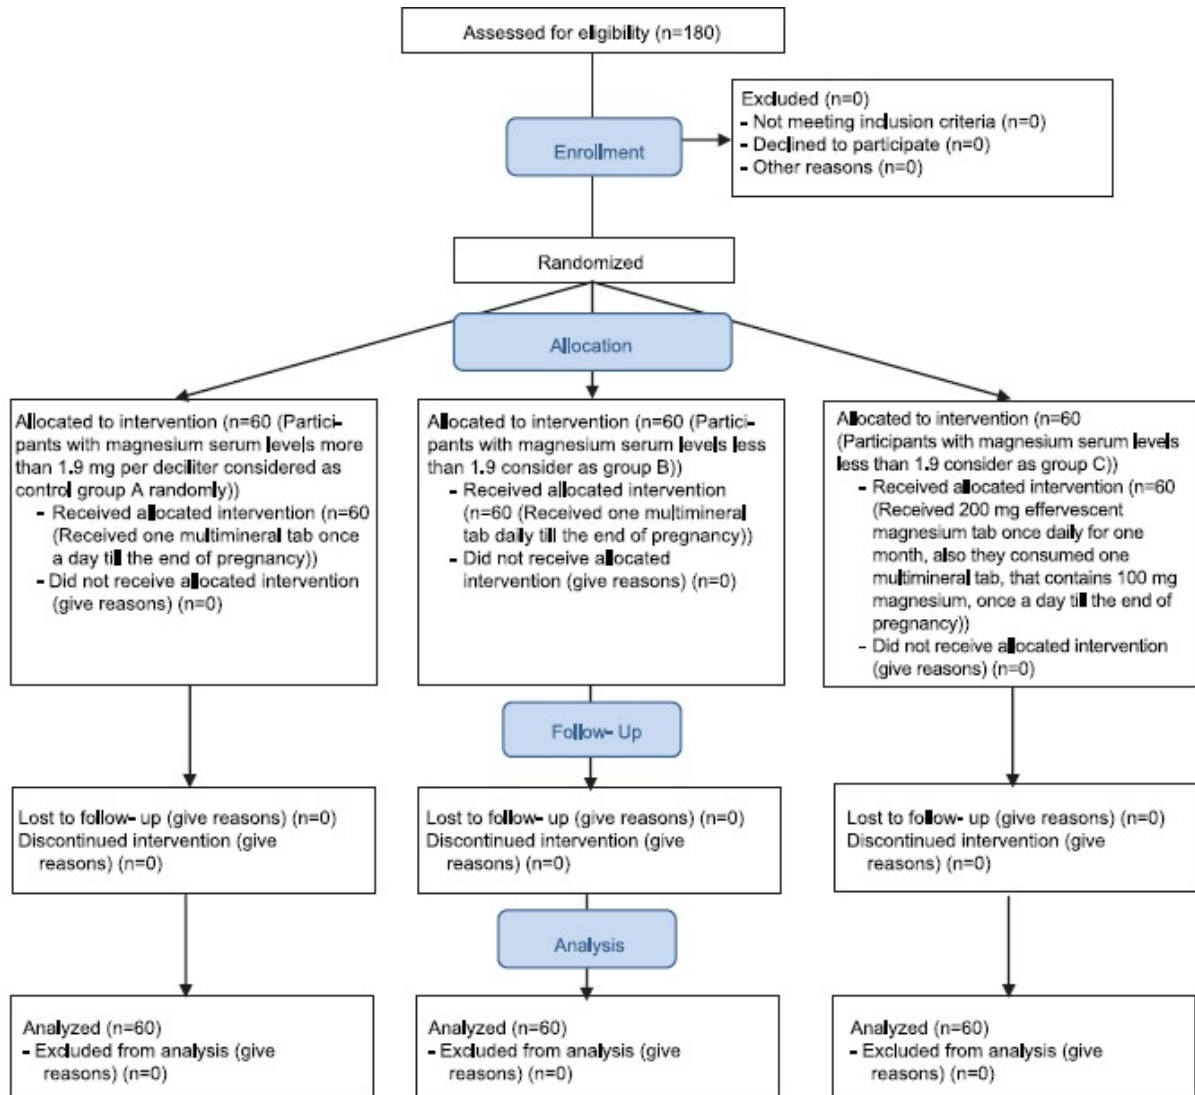 Assessed for eligibility (n=180)
Excluded (n=0)
- Not meeting inclusion criteria (n=0)
- Declined to participate (n=0)
- Other reasons (n=0)
Enrollment
Randomized
Allocation
Allocated to intervention (n=60 (Partici-
pants with magnesium serum levels more
than 1.9 mg per deciliter considered as
control group A randomly))
- Received allocated intervention (n=60
(Received one multimineral tab once
a day till the end of pregnancy))
- Did not receive allocated intervention
(give reasons) (n=0)
Allocated to intervention (n=60 (Partici-
pants with magnesium serum levels less
than 1.9 consider as group B))
- Received allocated intervention
(n=60 (Received one multimineral
tab daily till the end of pregnancy))
- Did not receive allocated
intervention (give reasons) (n=0)
Allocated to intervention (n=60
(Participants with magnesium serum levels
less than 1.9 consider as group C))
- Received allocated intervention (n=60
(Received 200 mg effervescent
magnesium tab once daily for one
month, also they consumed one
multimineral tab, that contains 100 mg
magnesium, once a day till the end of
pregnancy))
- Did not receive allocated intervention
(give reasons) (n=0)
Follow- Up
Lost to follow- up (give reasons) (n=0)
Discontinued intervention (give
reasons) (n=0)
Lost to follow- up (give reasons) (n=0)
Discontinued intervention (give
reasons) (n=0)
Lost to follow- up (give reasons) (n=0)
Discontinued intervention (give
reasons) (n=0)
Analysis
Analyzed (n=60)
- Excluded from analysis (give
reasons) (n=0)
Analyzed (n=60)
- Excluded from analysis (give
reasons) (n=0)
Analyzed (n=60)
- Excluded from analysis (give
reasons) (n=0)